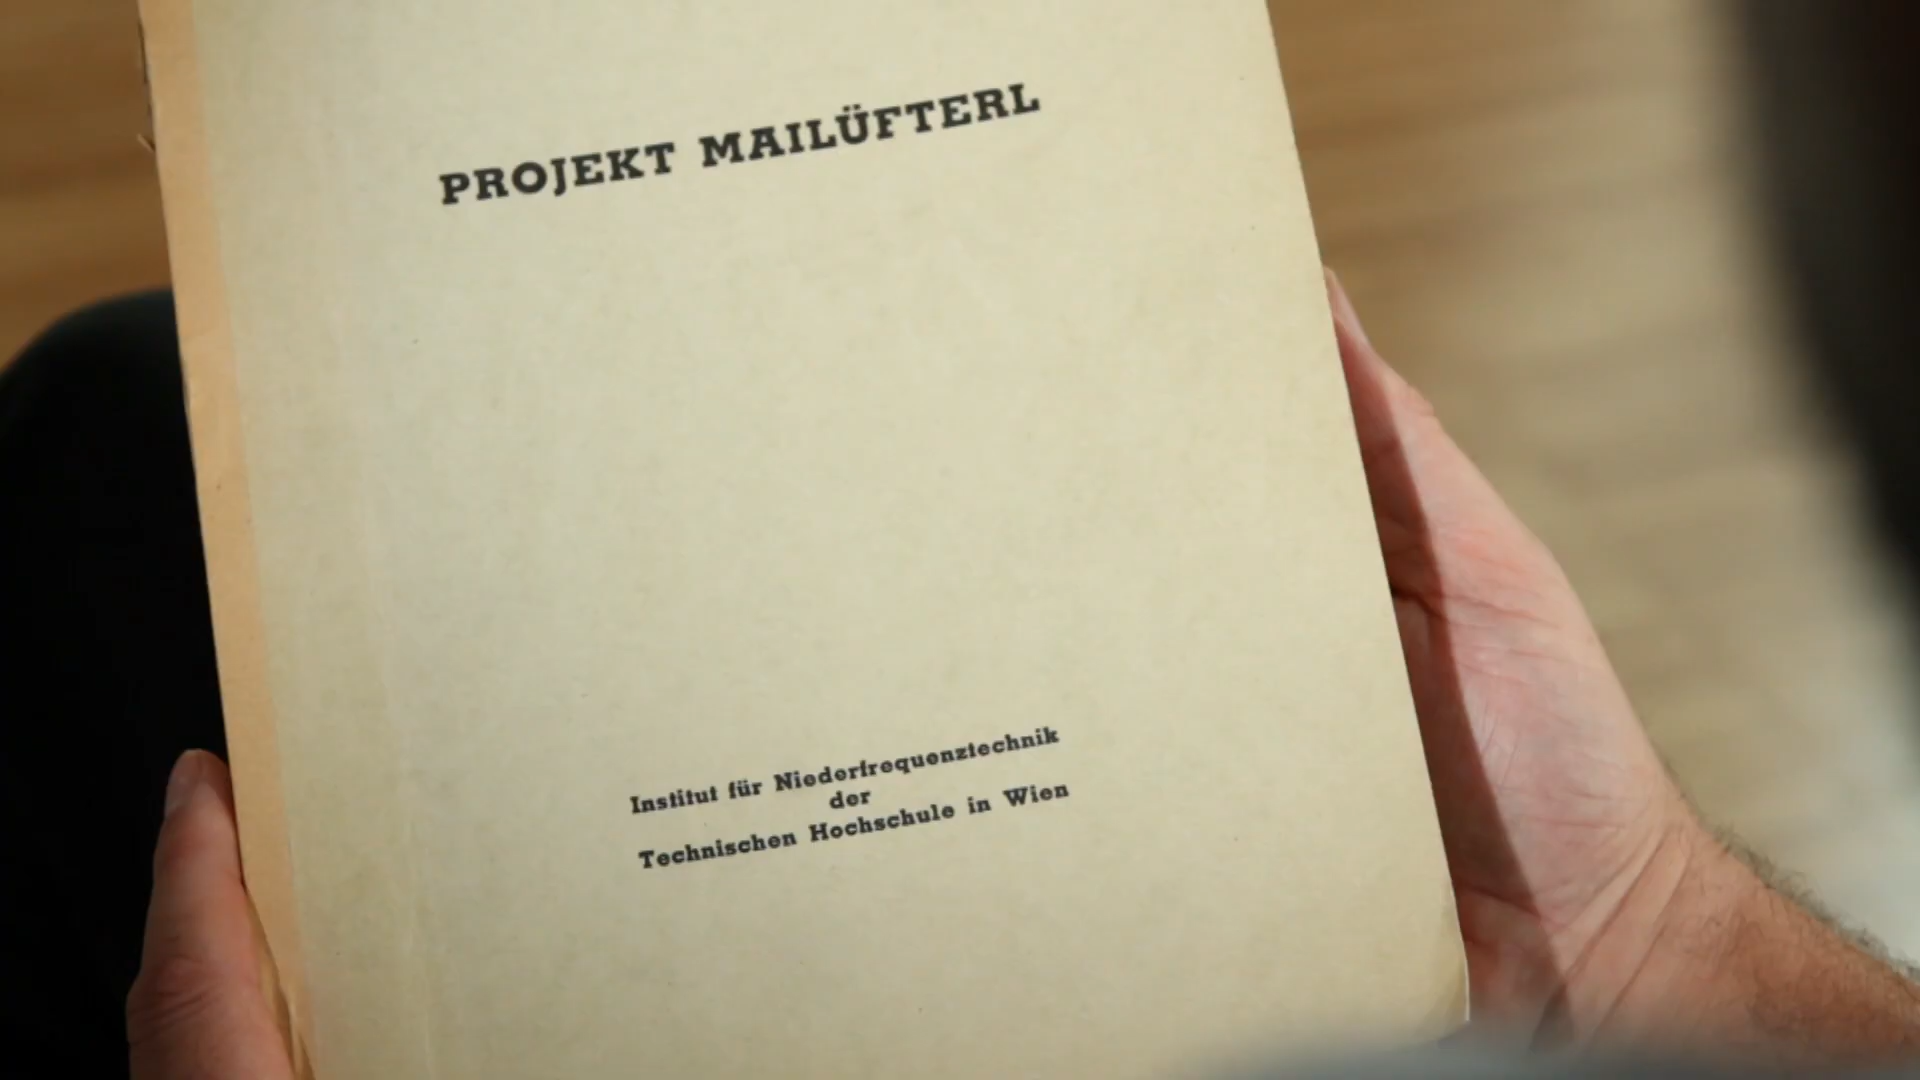 PROJEKT MAILÜFTERL
Institut für Niederfrequenztechnik
der
Technischen Hochschule in Wien